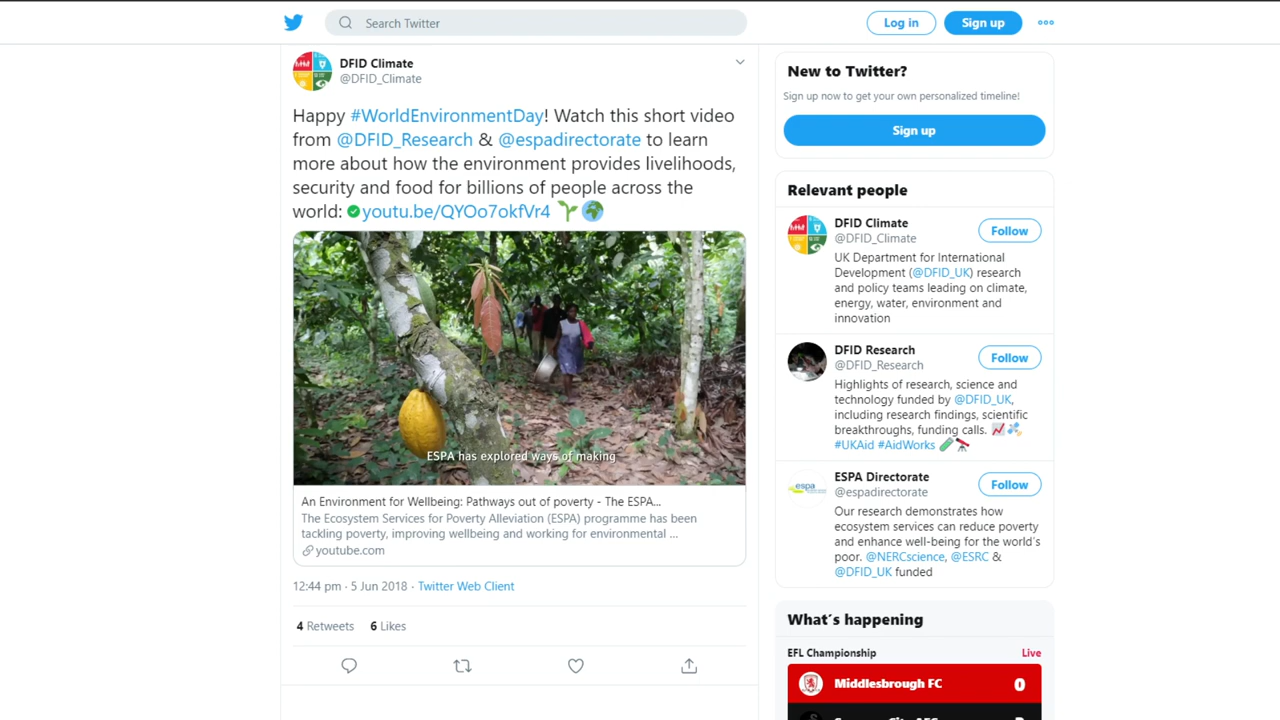 Search Twitter
Log in
Sign up
DFID Climate
@DFID_Climate
Happy #WorldEnvironmentDay! Watch this short video
from @DFID_Research & @espadirectorate to learn
more about how the environment provides livelihoods,
security and food for billions of people across the
world: youtu.be/QYOo7okfVr4
ESPA has explored ways of making
An Environment for Wellbeing: Pathways out of poverty - The ESPA...
The Ecosystem Services for Poverty Alleviation (ESPA) programme has been
tackling poverty, improving wellbeing and working for environmental ...
youtube.com
12:44 pm · 5 Jun 2018 · Twitter Web Client
4 Retweets 6 Likes
New to Twitter?
Sign up now to get your own personalized timeline!
Sign up
Relevant people
DFID Climate
@DFID_Climate
Follow
UK Department for International
Development (@DFID_UK) research
and policy teams leading on climate,
energy, water, environment and
innovation
DFID Research
@DFID_Research
Follow
Highlights of research, science and
technology funded by @DFID_UK,
including research findings, scientific
breakthroughs, funding calls.
#UKAid #AidWorks
espa
ESPA Directorate
@espadirectorate
Follow
Our research demonstrates how
ecosystem services can reduce poverty
and enhance well-being for the world´s
poor. @NERCscience, @ESRC &
@DFID_UK funded
What´s happening
EFL Championship
Live
Middlesbrough FC 0